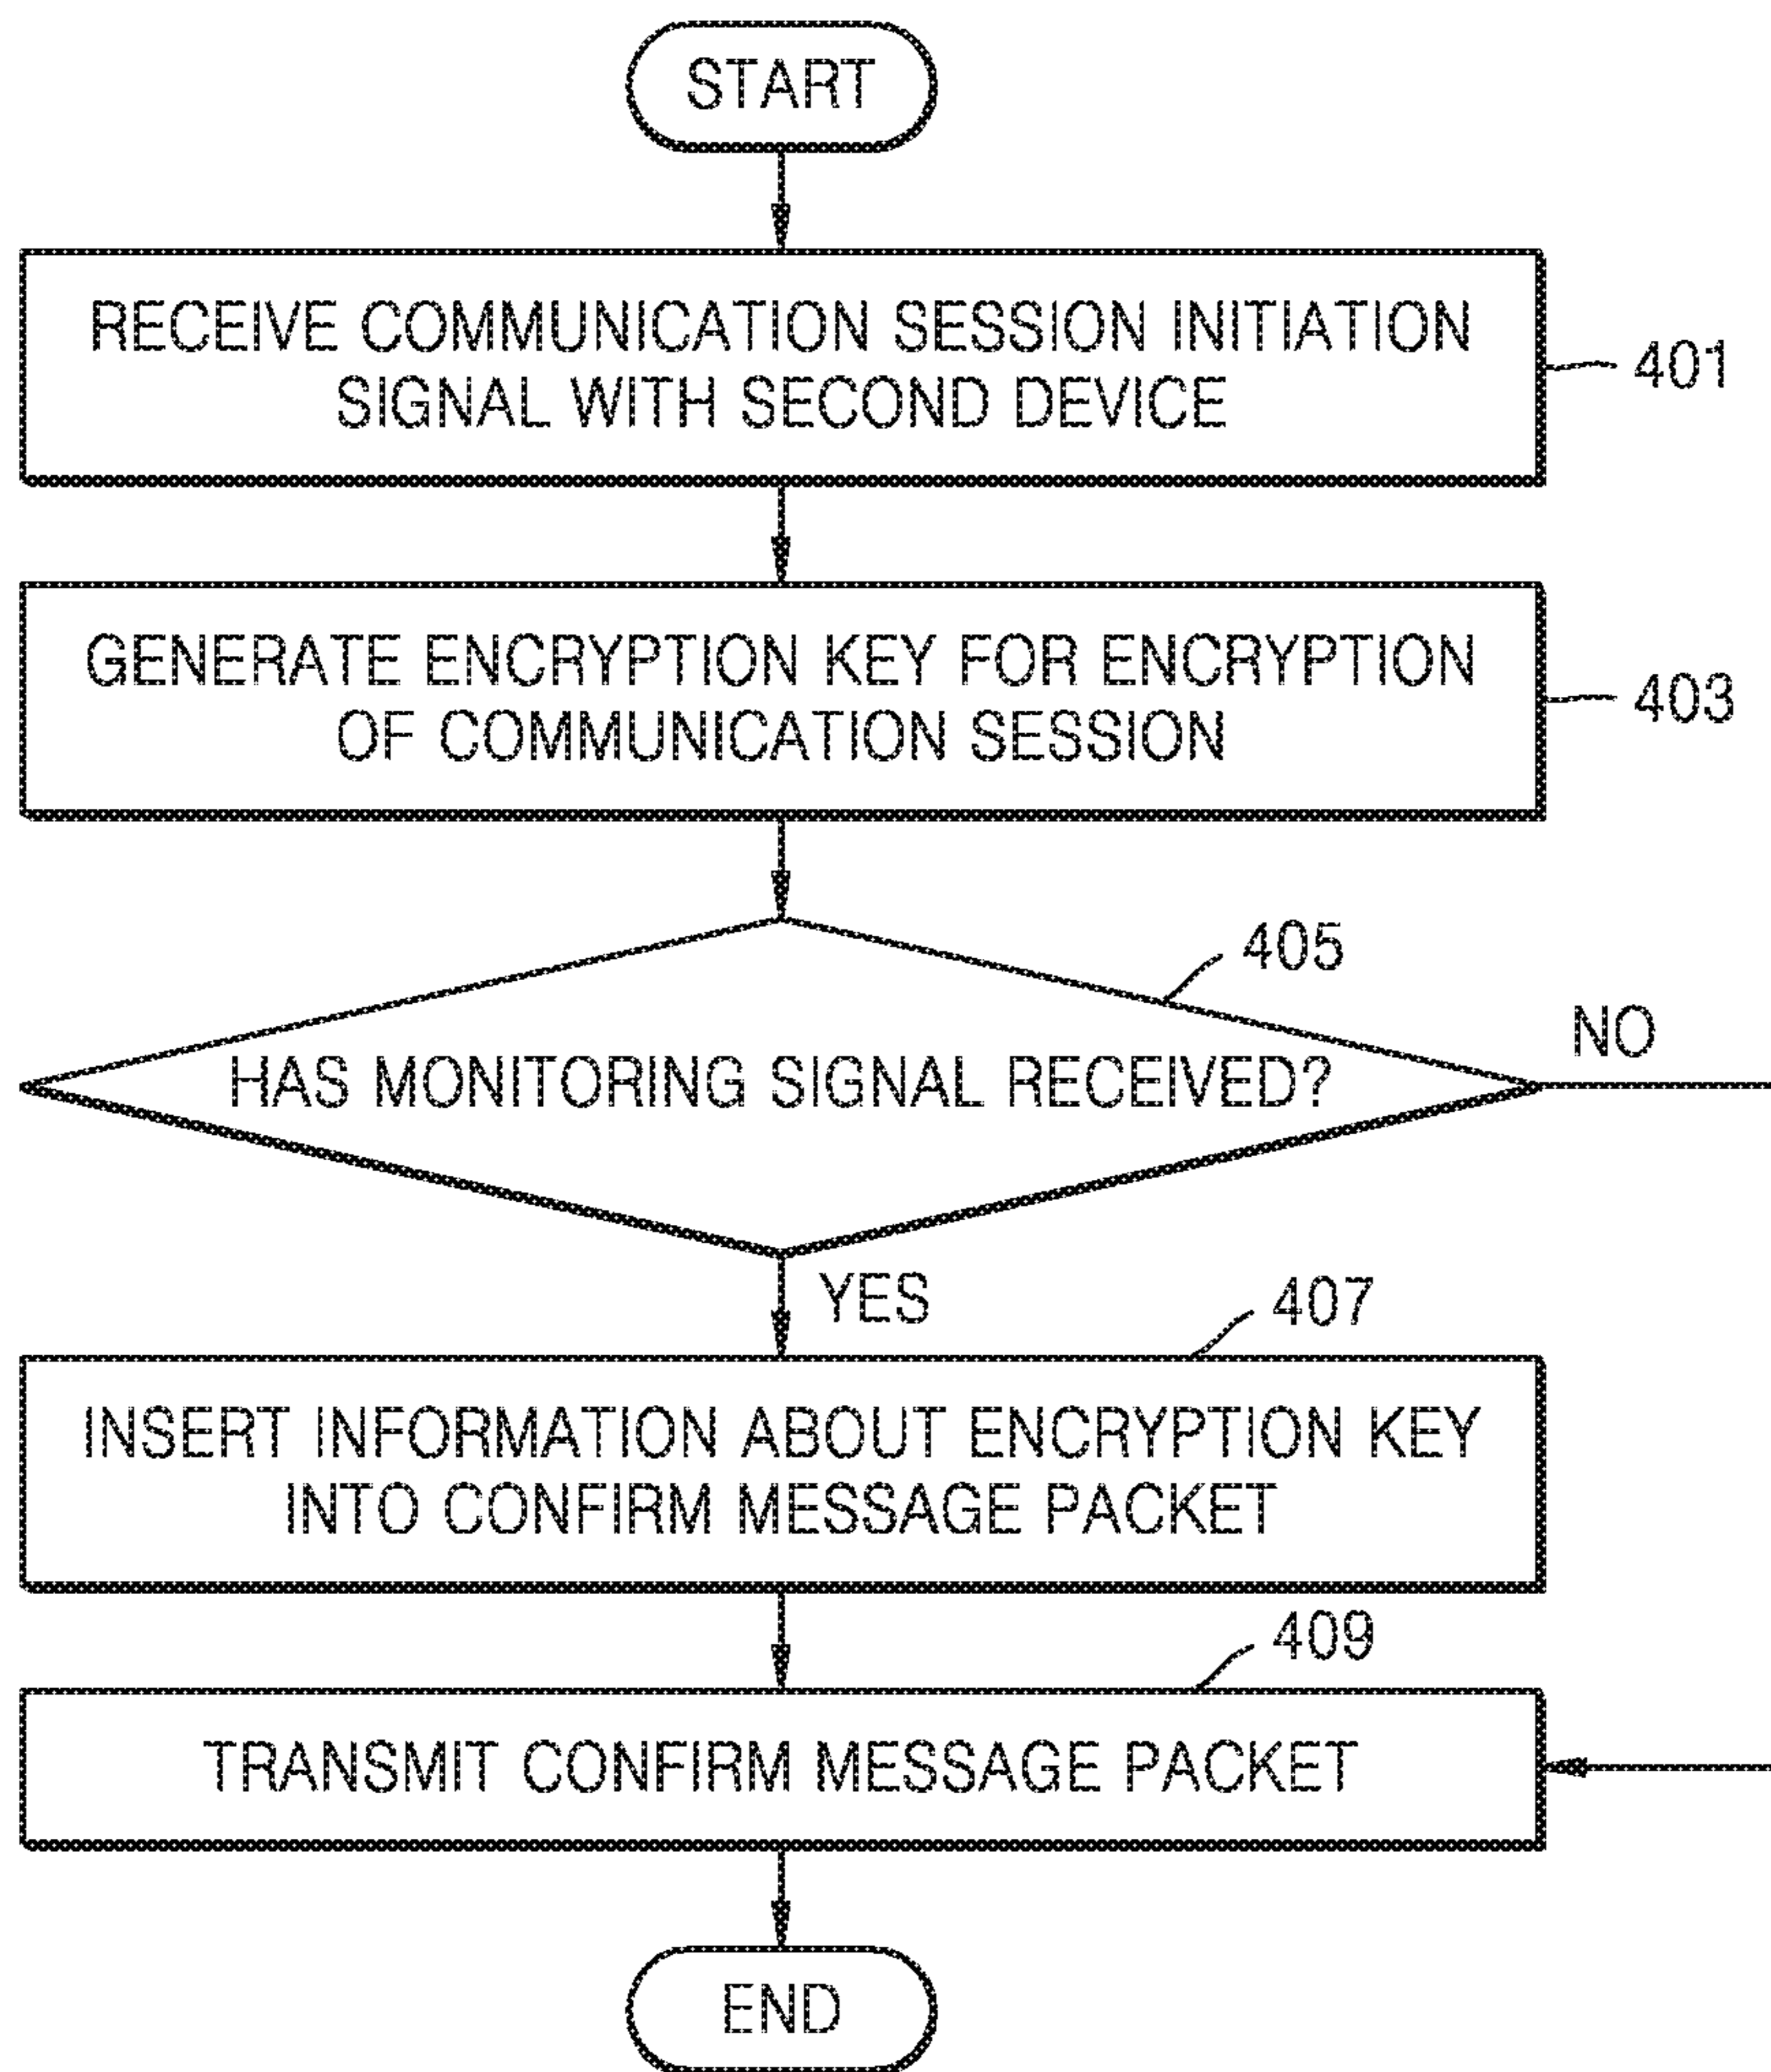 START
RECEIVE COMMUNICATION SESSION INITIATION
SIGNAL WITH SECOND DEVICE
401
GENERATE ENCRYPTION KEY FOR ENCRYPTION
OF COMMUNICATION SESSION
403
405
HAS MONITORING SIGNAL RECEIVED?
NO
YES
407
INSERT INFORMATION ABOUT ENCRYPTION KEY
INTO CONFIRM MESSAGE PACKET
409
TRANSMIT CONFIRM MESSAGE PACKET
END